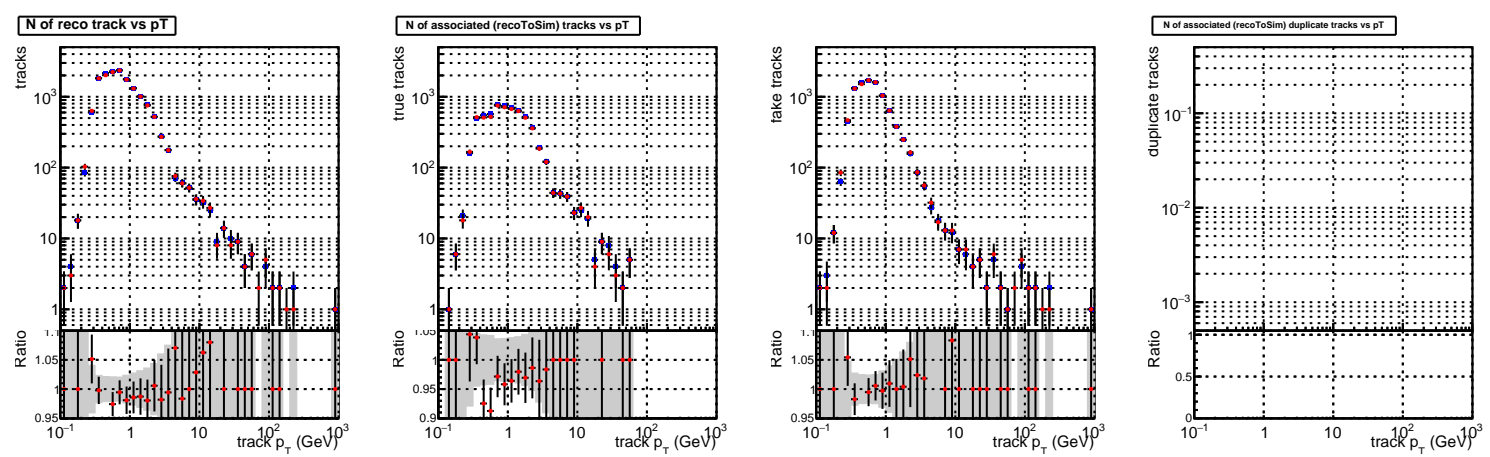 N of reco track vs pT
tracks
10³
10²
10
1
Ratio
1.1
1.05
1
0.95
10⁻¹ 1 10 10² 10³
track p_T (GeV)
N of associated (recoToSim) tracks vs pT
true tracks
10³
10²
10
1
Ratio
1.05
1
0.95
0.9
10⁻¹ 1 10 10² 10³
track p_T (GeV)
fake tracks
10³
10²
10
1
Ratio
1.1
1.05
1
0.95
10⁻¹ 1 10 10² 10³
track p_T (GeV)
N of associated (recoToSim) duplicate tracks vs pT
duplicate tracks
10⁻¹
10⁻²
10⁻³
Ratio
1
0.5
0
10⁻¹ 1 10 10² 10³
track p_T (GeV)